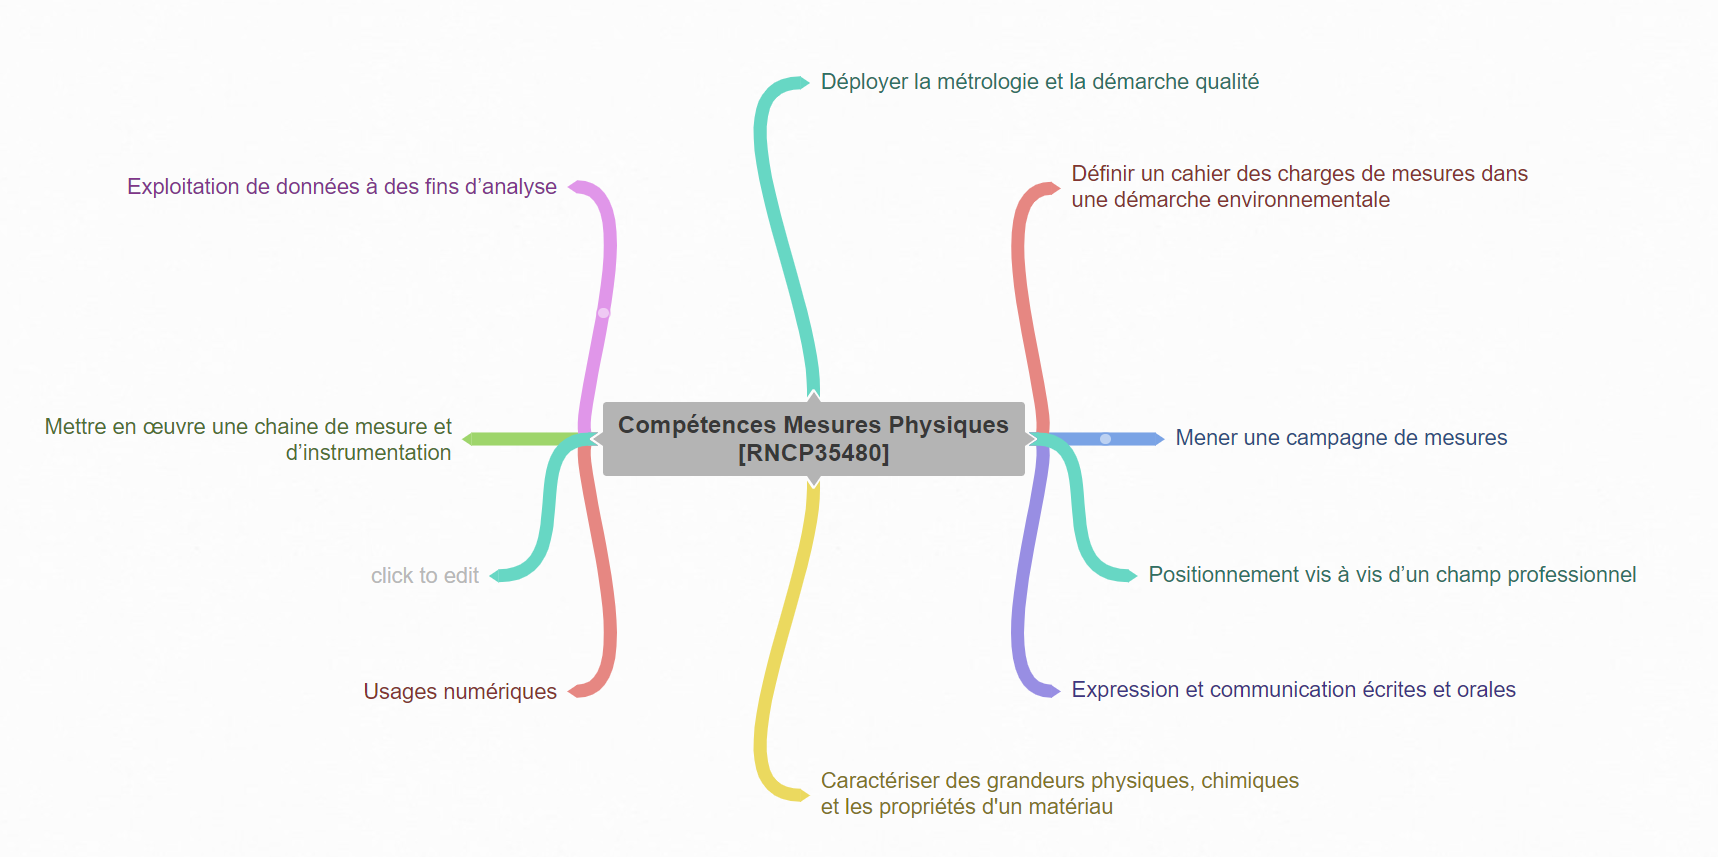 Déployer la métrologie et la démarche qualité
Définir un cahier des charges de mesures dans
une démarche environnementale
Exploitation de données à des fins d’analyse
Compétences Mesures Physiques
[RNCP35480]
Mettre en œuvre une chaine de mesure et
d’instrumentation
Mener une campagne de mesures
click to edit
Positionnement vis à vis d’un champ professionnel
Usages numériques
Expression et communication écrites et orales
Caractériser des grandeurs physiques, chimiques
et les propriétés d'un matériau